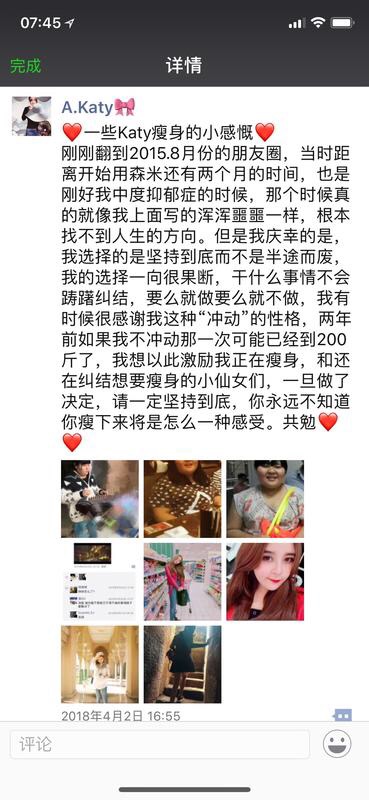 07:45
完成
详情
A.Katy🎀
❤️一些Katy瘦身的小感慨❤️
刚刚翻到2015.8月份的朋友圈，当时距
离开始用森米还有两个月的时间，也是
刚好我中度抑郁症的时候，那个时候真
的就像我上面写的浑浑噩噩一样，根本
找不到人生的方向。但是我庆幸的是，
我选择的是坚持到底而不是半途而废，
我的选择一向很果断，干什么事情不会
踌躇纠结，要么就做要么就不做，我有
时候很感谢我这种“冲动”的性格，两年
前如果我不冲动那一次可能已经到200
斤了，我想以此激励我正在瘦身，和还
在纠结想要瘦身的小仙女们，一旦做了
决定，请一定坚持到底，你永远不知道
你瘦下来将是怎么一种感受。共勉❤️
❤️
2018年4月2日 16:55
评论